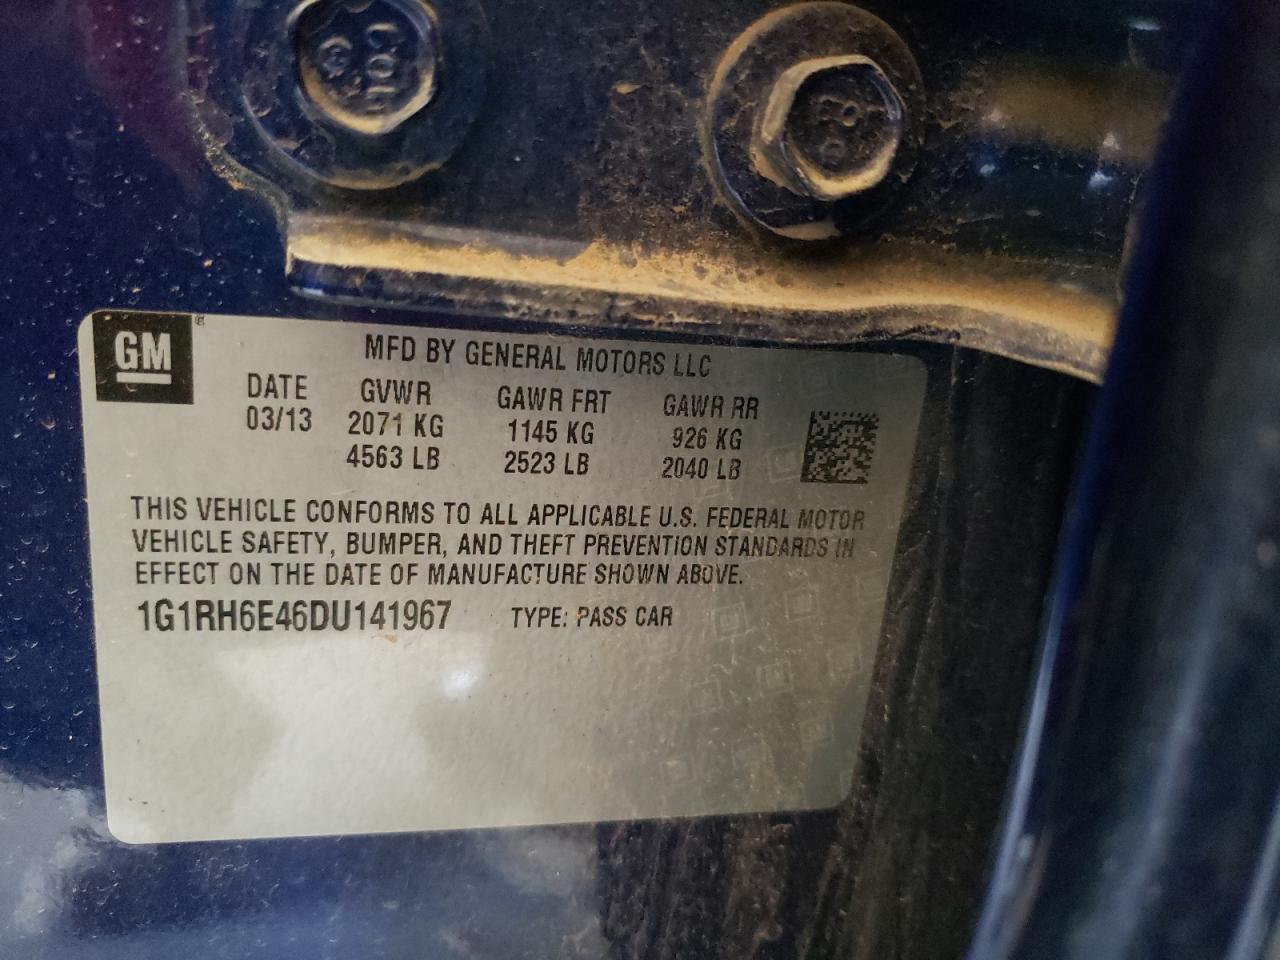 GM
MFD BY GENERAL MOTORS LLC
DATE GVWR GAWR FRT GAWR RR
03/13 2071 KG 1145 KG 926 KG
4563 LB 2523 LB 2040 LB
THIS VEHICLE CONFORMS TO ALL APPLICABLE U.S. FEDERAL MOTOR
VEHICLE SAFETY, BUMPER, AND THEFT PREVENTION STANDARDS IN
EFFECT ON THE DATE OF MANUFACTURE SHOWN ABOVE.
1G1RH6E46DU141967 TYPE: PASS CAR